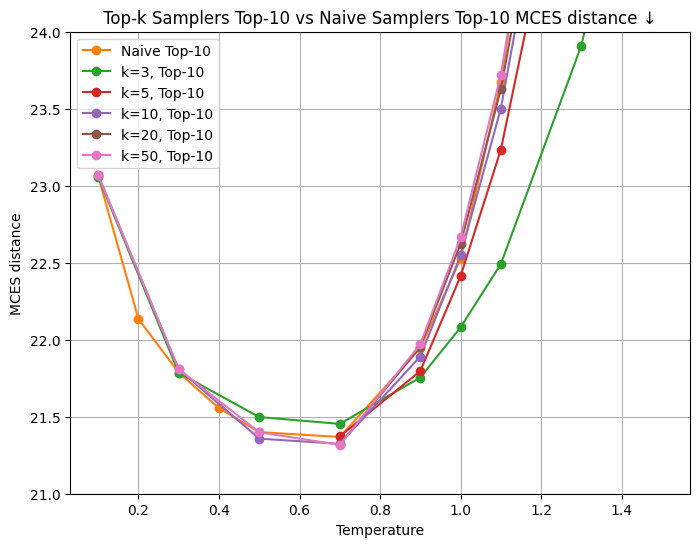 Top-k Samplers Top-10 vs Naive Samplers Top-10 MCES distance ↓
24.0
23.5
23.0
22.5
22.0
21.5
21.0
MCES distance
Naive Top-10
k=3, Top-10
k=5, Top-10
k=10, Top-10
k=20, Top-10
k=50, Top-10
0.2 0.4 0.6 0.8 1.0 1.2 1.4
Temperature